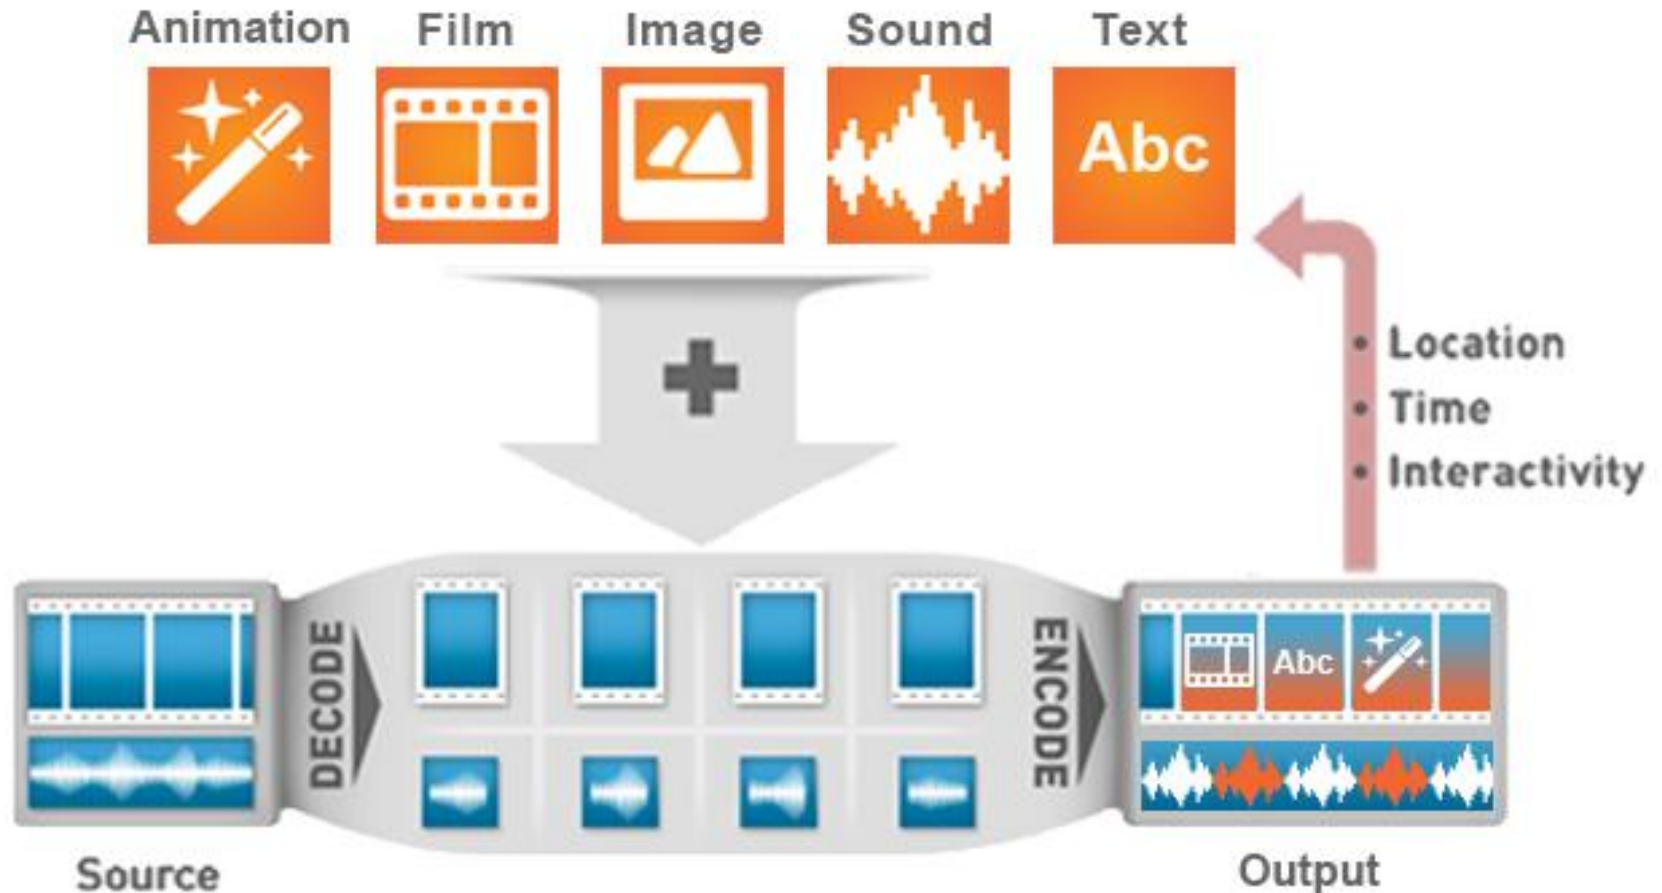 Animation Film Image Sound Text
Abc
• Location
• Time
• Interactivity
DECODE
ENCODE
Abc
Source
Output